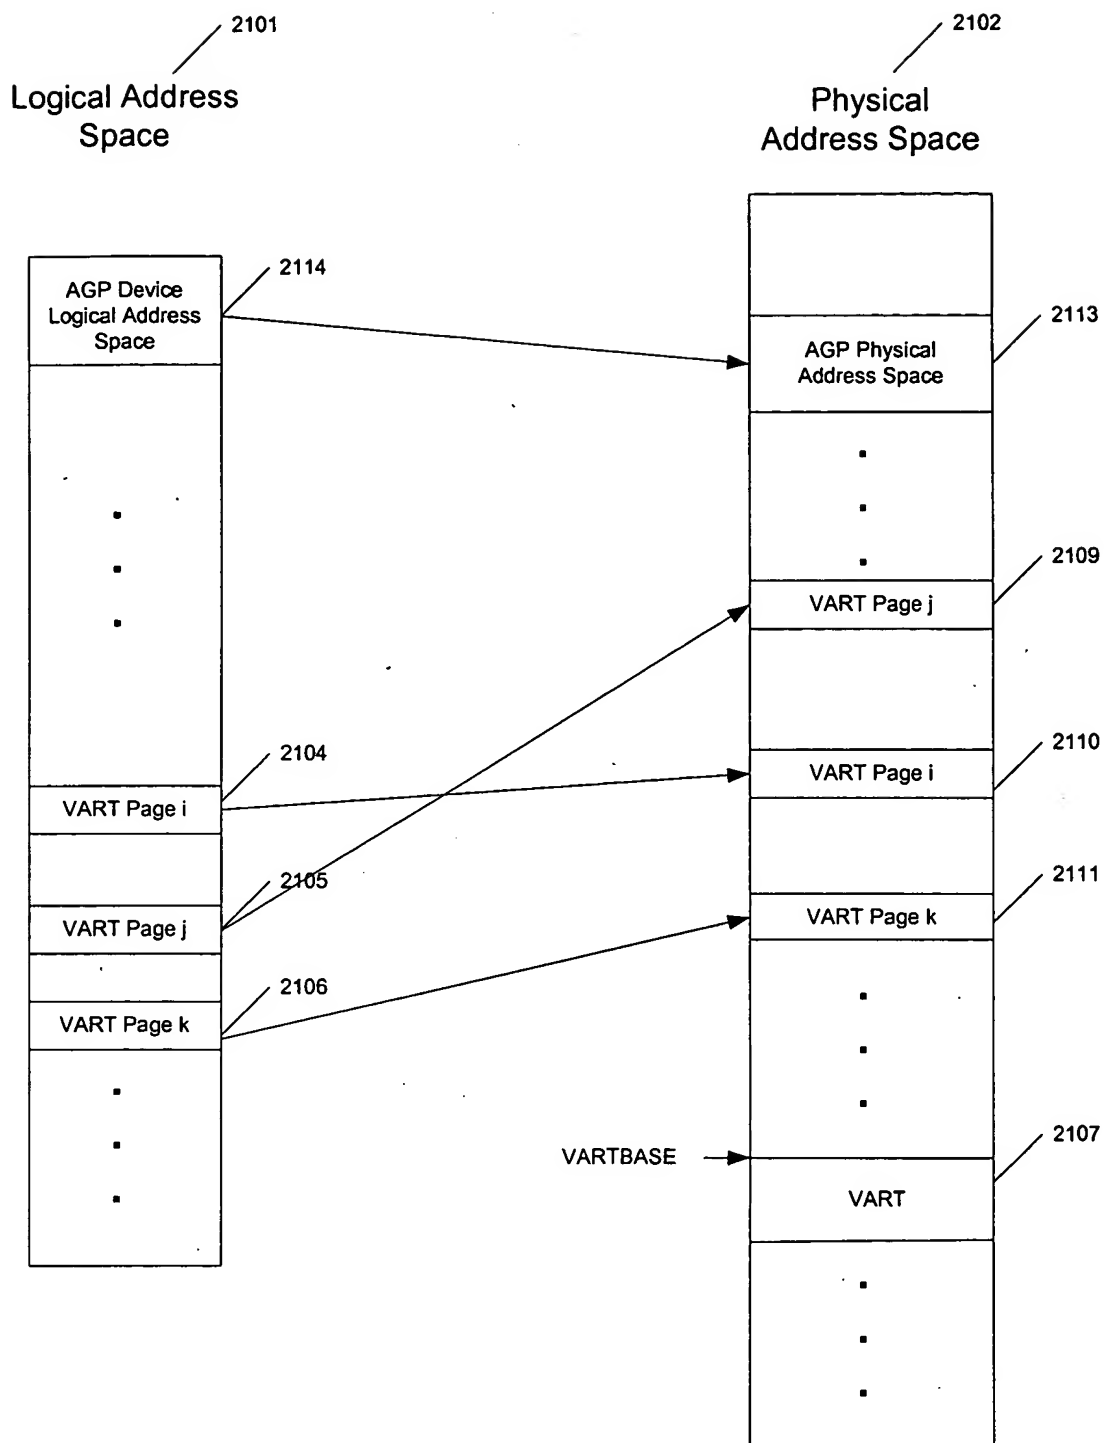 2101
2102
Logical Address
Space
Physical
Address Space
2114
AGP Device
Logical Address
Space
2113
AGP Physical
Address Space
2109
VART Page j
2104
VART Page i
2110
VART Page i
2105
VART Page j
2111
VART Page k
2106
VART Page k
2107
VARTBASE
VART